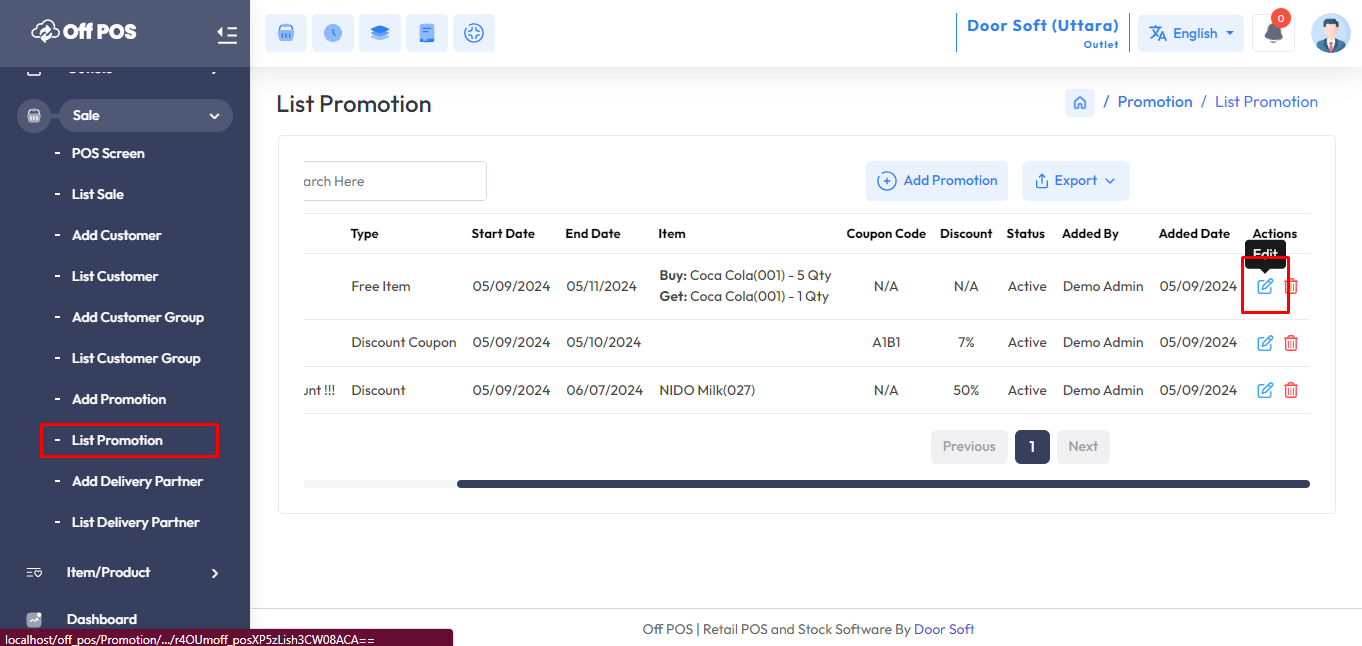 Off POS
Door Soft (Uttara)
Outlet
English
0
Sale
POS Screen
List Sale
Add Customer
List Customer
Add Customer Group
List Customer Group
Add Promotion
List Promotion
Add Delivery Partner
List Delivery Partner
Item/Product
Dashboard
List Promotion
/ Promotion / List Promotion
arch Here
Add Promotion
Export
Type Start Date End Date Item Coupon Code Discount Status Added By Added Date Actions
Edit
Free Item 05/09/2024 05/11/2024 Buy: Coca Cola(001) - 5 Qty N/A N/A Active Demo Admin 05/09/2024
Get: Coca Cola(001) - 1 Qty
Discount Coupon 05/09/2024 05/10/2024 A1B1 7% Active Demo Admin 05/09/2024
unt !!! Discount 05/09/2024 06/07/2024 NIDO Milk(027) N/A 50% Active Demo Admin 05/09/2024
Previous 1 Next
Off POS | Retail POS and Stock Software By Door Soft
localhost/off_pos/Promotion/.../r4OUmoff_posXP5zLish3CW08ACA==